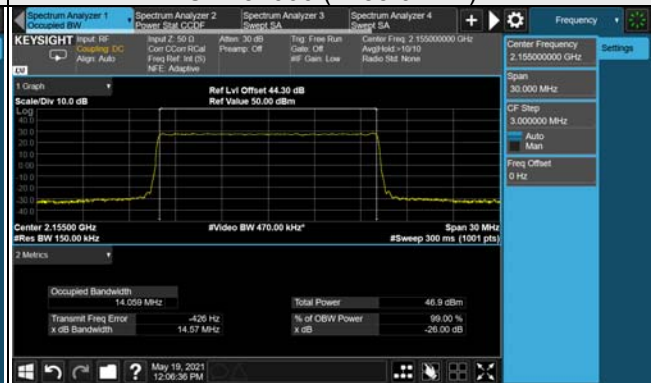 Spectrum Analyzer 1
Occupied BW
Spectrum Analyzer 2
Power Stat CCDF
Spectrum Analyzer 3
Swept SA
Spectrum Analyzer 4
Swept SA
Frequency
KEYSIGHT
Input: RF
Coupling: DC
Align: Auto
Input Z: 50 Ω
Corr CCorr RCal
Freq Ref: Int (S)
NFE: Adaptive
Atten: 30 dB
Preamp: Off
Trig: Free Run
Gate: Off
#IF Gain: Low
Center Freq: 2.155000000 GHz
Avg|Hold:>10/10
Radio Std: None
Center Frequency
2.155000000 GHz
Settings
Span
30.000 MHz
CF Step
3.000000 MHz
Auto
Man
Freq Offset
0 Hz
1 Graph
Scale/Div 10.0 dB
Ref Lvl Offset 44.30 dB
Ref Value 50.00 dBm
Log
40.0
30.0
20.0
10.0
0.00
-10.0
-20.0
-30.0
-40.0
Center 2.15500 GHz
#Res BW 150.00 kHz
#Video BW 470.00 kHz*
Span 30 MHz
#Sweep 300 ms (1001 pts)
2 Metrics
Occupied Bandwidth
14.059 MHz
Total Power 46.9 dBm
Transmit Freq Error -426 Hz
% of OBW Power 99.00 %
x dB Bandwidth 14.57 MHz
x dB -26.00 dB
May 19, 2021
12:06:36 PM